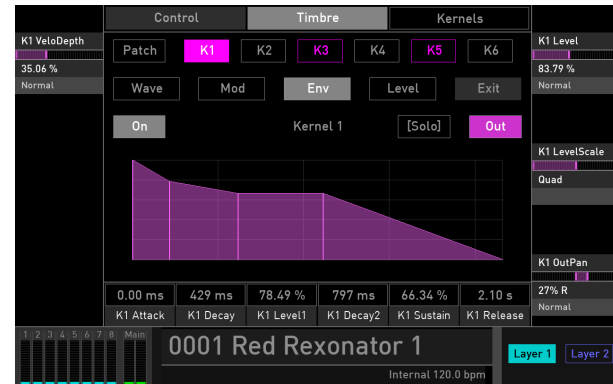 Control Timbre Kernels
K1 VeloDepth
35.06 %
Normal
Patch K1 K2 K3 K4 K5 K6
Wave Mod Env Level Exit
On Kernel 1 [Solo] Out
K1 Level
83.79 %
Normal
K1 LevelScale
Quad
K1 OutPan
27% R
Normal
0.00 ms 429 ms 78.49 % 797 ms 66.34 % 2.10 s
K1 Attack K1 Decay K1 Level1 K1 Decay2 K1 Sustain K1 Release
1 2 3 4 5 6 7 8 Main
0001 Red Rexonator 1
Internal 120.0 bpm
Layer 1 Layer 2